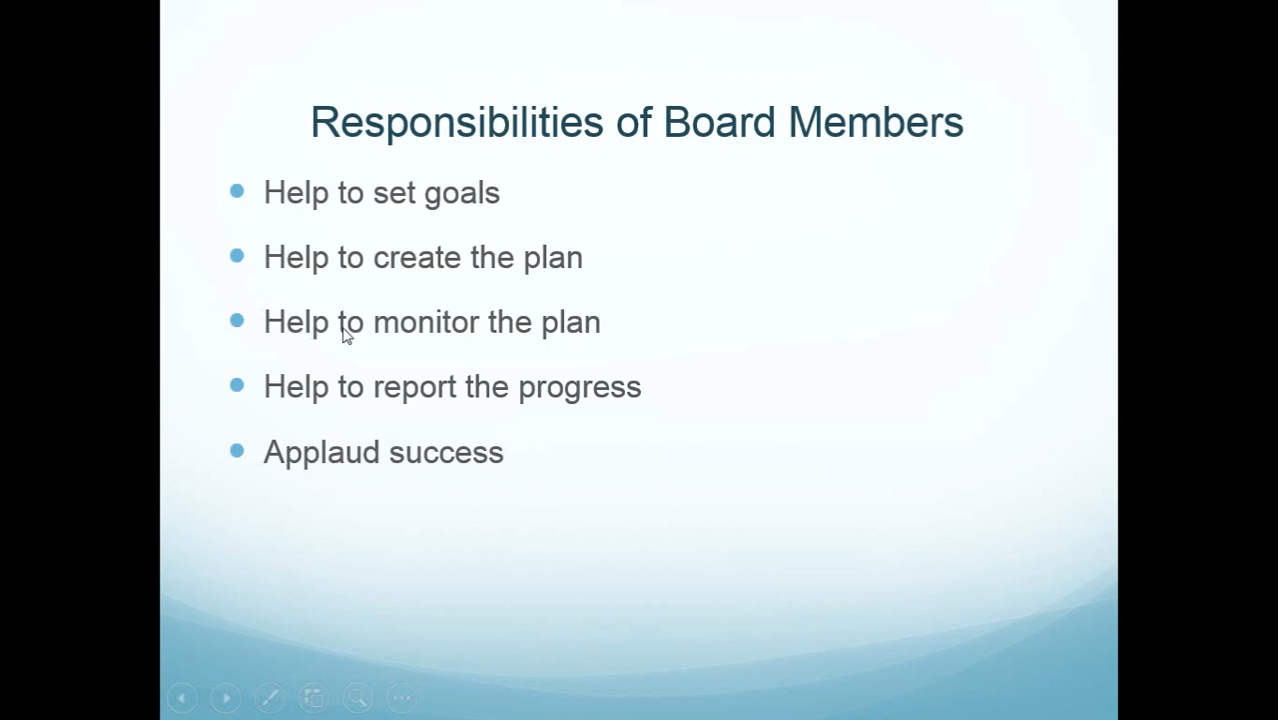 Responsibilities of Board Members
Help to set goals
Help to create the plan
Help to monitor the plan
Help to report the progress
Applaud success